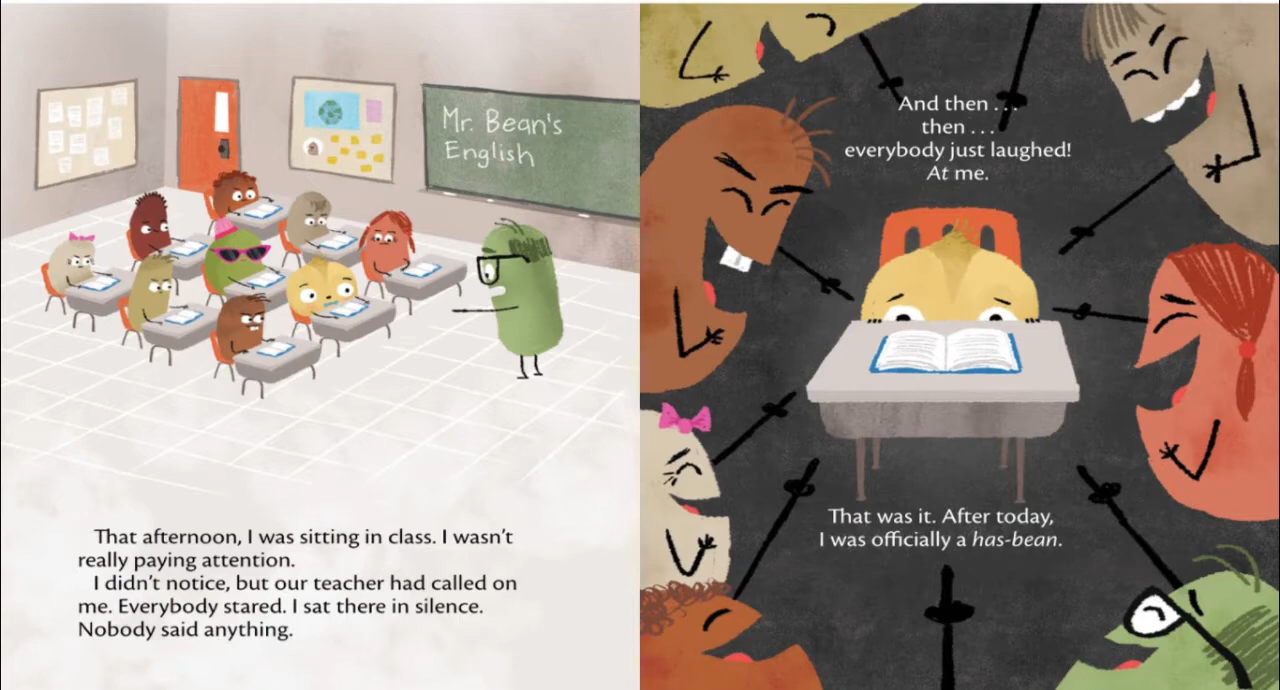 Mr. Bean's
English
That afternoon, I was sitting in class. I wasn't
really paying attention.
I didn't notice, but our teacher had called on
me. Everybody stared. I sat there in silence.
Nobody said anything.
And then . . .
then . . .
everybody just laughed!
At me.
That was it. After today,
I was officially a has-bean.